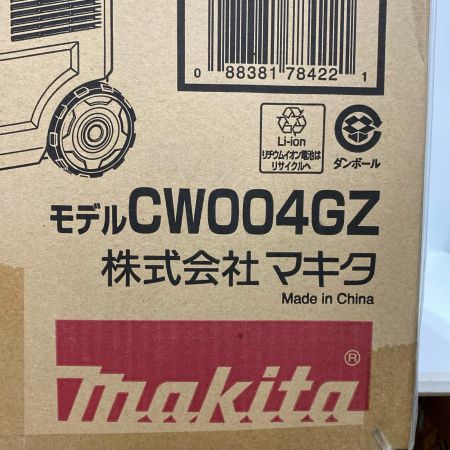 0 88381 78422 1
Li-ion
リチウムイオン電池は
リサイクルへ
ダンボール
モデルCW004GZ
株式会社 マキタ
Made in China
makita®